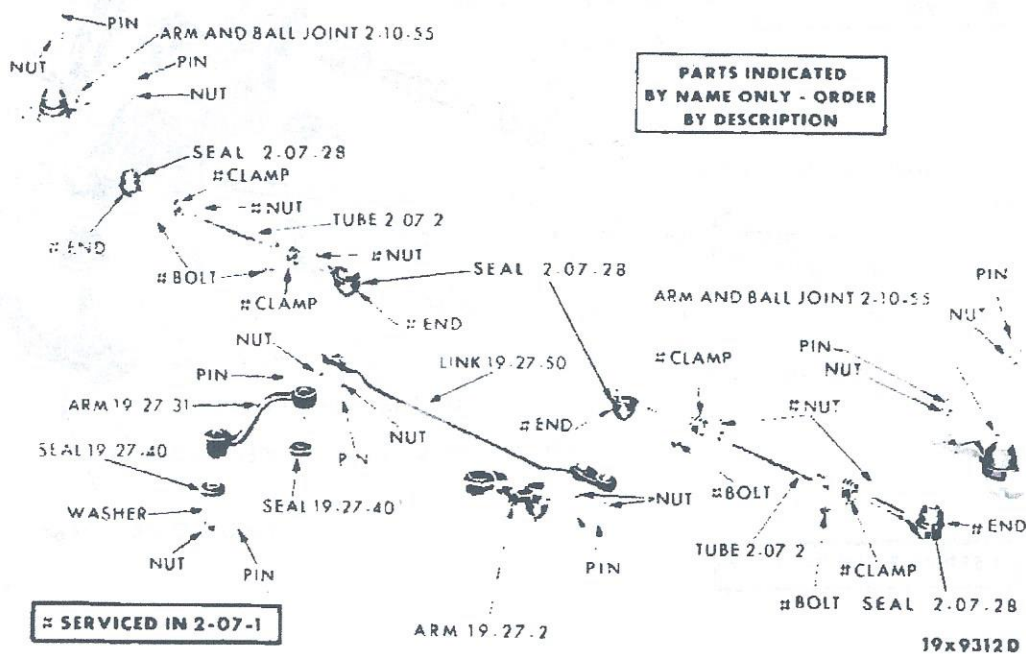 PIN
ARM AND BALL JOINT 2-10-55
NUT
PIN
NUT
PARTS INDICATED
BY NAME ONLY - ORDER
BY DESCRIPTION
SEAL 2-07-28
#CLAMP
#NUT
TUBE 2 07 2
# END
#BOLT
#NUT
#CLAMP
SEAL 2-07-28
# END
PIN
ARM AND BALL JOINT 2-10-55
NUT
PIN
NUT
NUT
PIN
LINK 19-27-50
#CLAMP
#NUT
ARM 19 27 31
NUT
PIN
#END
SEAL 19 27-40
SEAL 19-27-40
#BOLT
WASHER
NUT
PIN
NUT
PIN
TUBE 2-07 2
#END
#CLAMP
#BOLT
SEAL 2-07-28
# SERVICED IN 2-07-1
ARM 19-27-2
19x9312D